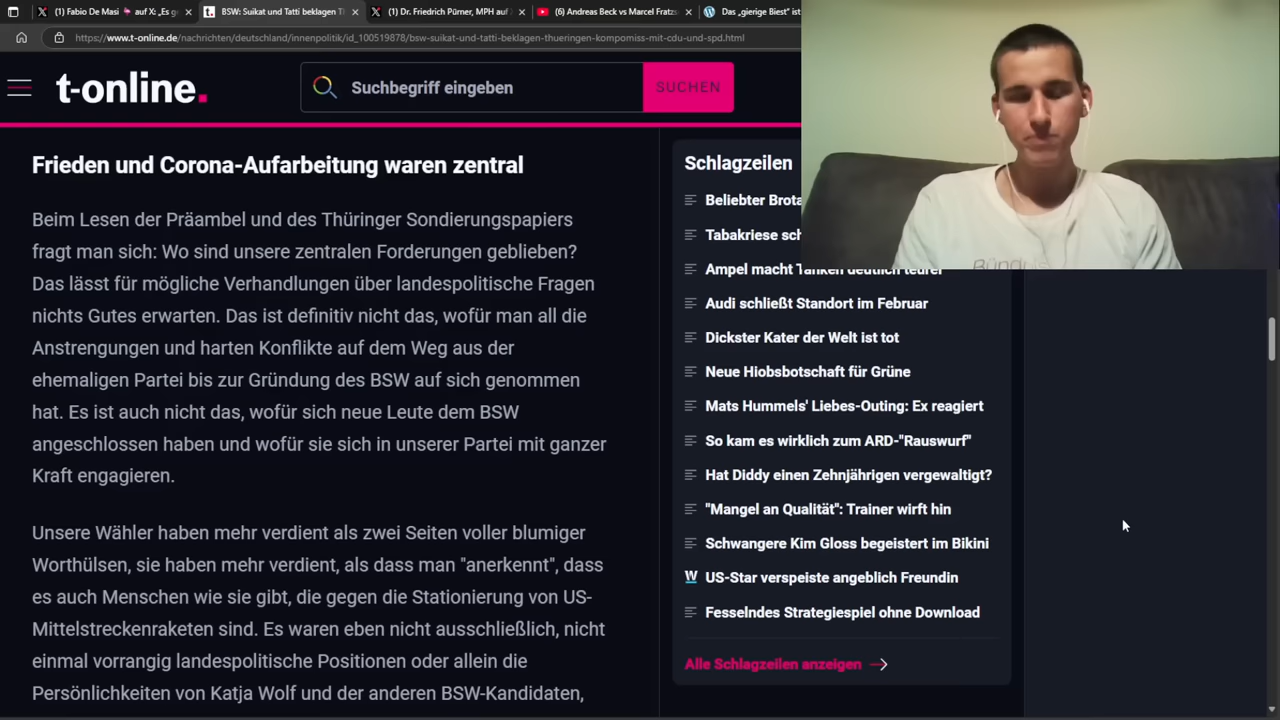 (1) Fabio De Masi 🦩 auf X: „Es g
BSW: Suikat und Tatti beklagen Th
(1) Dr. Friedrich Pürner, MPH auf X
(6) Andreas Beck vs Marcel Fratzs
Das „gierige Biest“ ist
https://www.t-online.de/nachrichten/deutschland/innenpolitik/id_100519878/bsw-suikat-und-tatti-beklagen-thueringen-kompomiss-mit-cdu-und-spd.html
t-online.
Suchbegriff eingeben
SUCHEN
Frieden und Corona-Aufarbeitung waren zentral
Beim Lesen der Präambel und des Thüringer Sondierungspapiers
fragt man sich: Wo sind unsere zentralen Forderungen geblieben?
Das lässt für mögliche Verhandlungen über landespolitische Fragen
nichts Gutes erwarten. Das ist definitiv nicht das, wofür man all die
Anstrengungen und harten Konflikte auf dem Weg aus der
ehemaligen Partei bis zur Gründung des BSW auf sich genommen
hat. Es ist auch nicht das, wofür sich neue Leute dem BSW
angeschlossen haben und wofür sie sich in unserer Partei mit ganzer
Kraft engagieren.
Unsere Wähler haben mehr verdient als zwei Seiten voller blumiger
Worthülsen, sie haben mehr verdient, als dass man "anerkennt", dass
es auch Menschen wie sie gibt, die gegen die Stationierung von US-
Mittelstreckenraketen sind. Es waren eben nicht ausschließlich, nicht
einmal vorrangig landespolitische Positionen oder allein die
Persönlichkeiten von Katja Wolf und der anderen BSW-Kandidaten,
Schlagzeilen
Beliebter Brota
Tabakriese sch
Ampel macht Tanken deutlich teurer
Audi schließt Standort im Februar
Dickster Kater der Welt ist tot
Neue Hiobsbotschaft für Grüne
Mats Hummels' Liebes-Outing: Ex reagiert
So kam es wirklich zum ARD-"Rauswurf"
Hat Diddy einen Zehnjährigen vergewaltigt?
"Mangel an Qualität": Trainer wirft hin
Schwangere Kim Gloss begeistert im Bikini
US-Star verspeiste angeblich Freundin
Fesselndes Strategiespiel ohne Download
Alle Schlagzeilen anzeigen
Bündnis